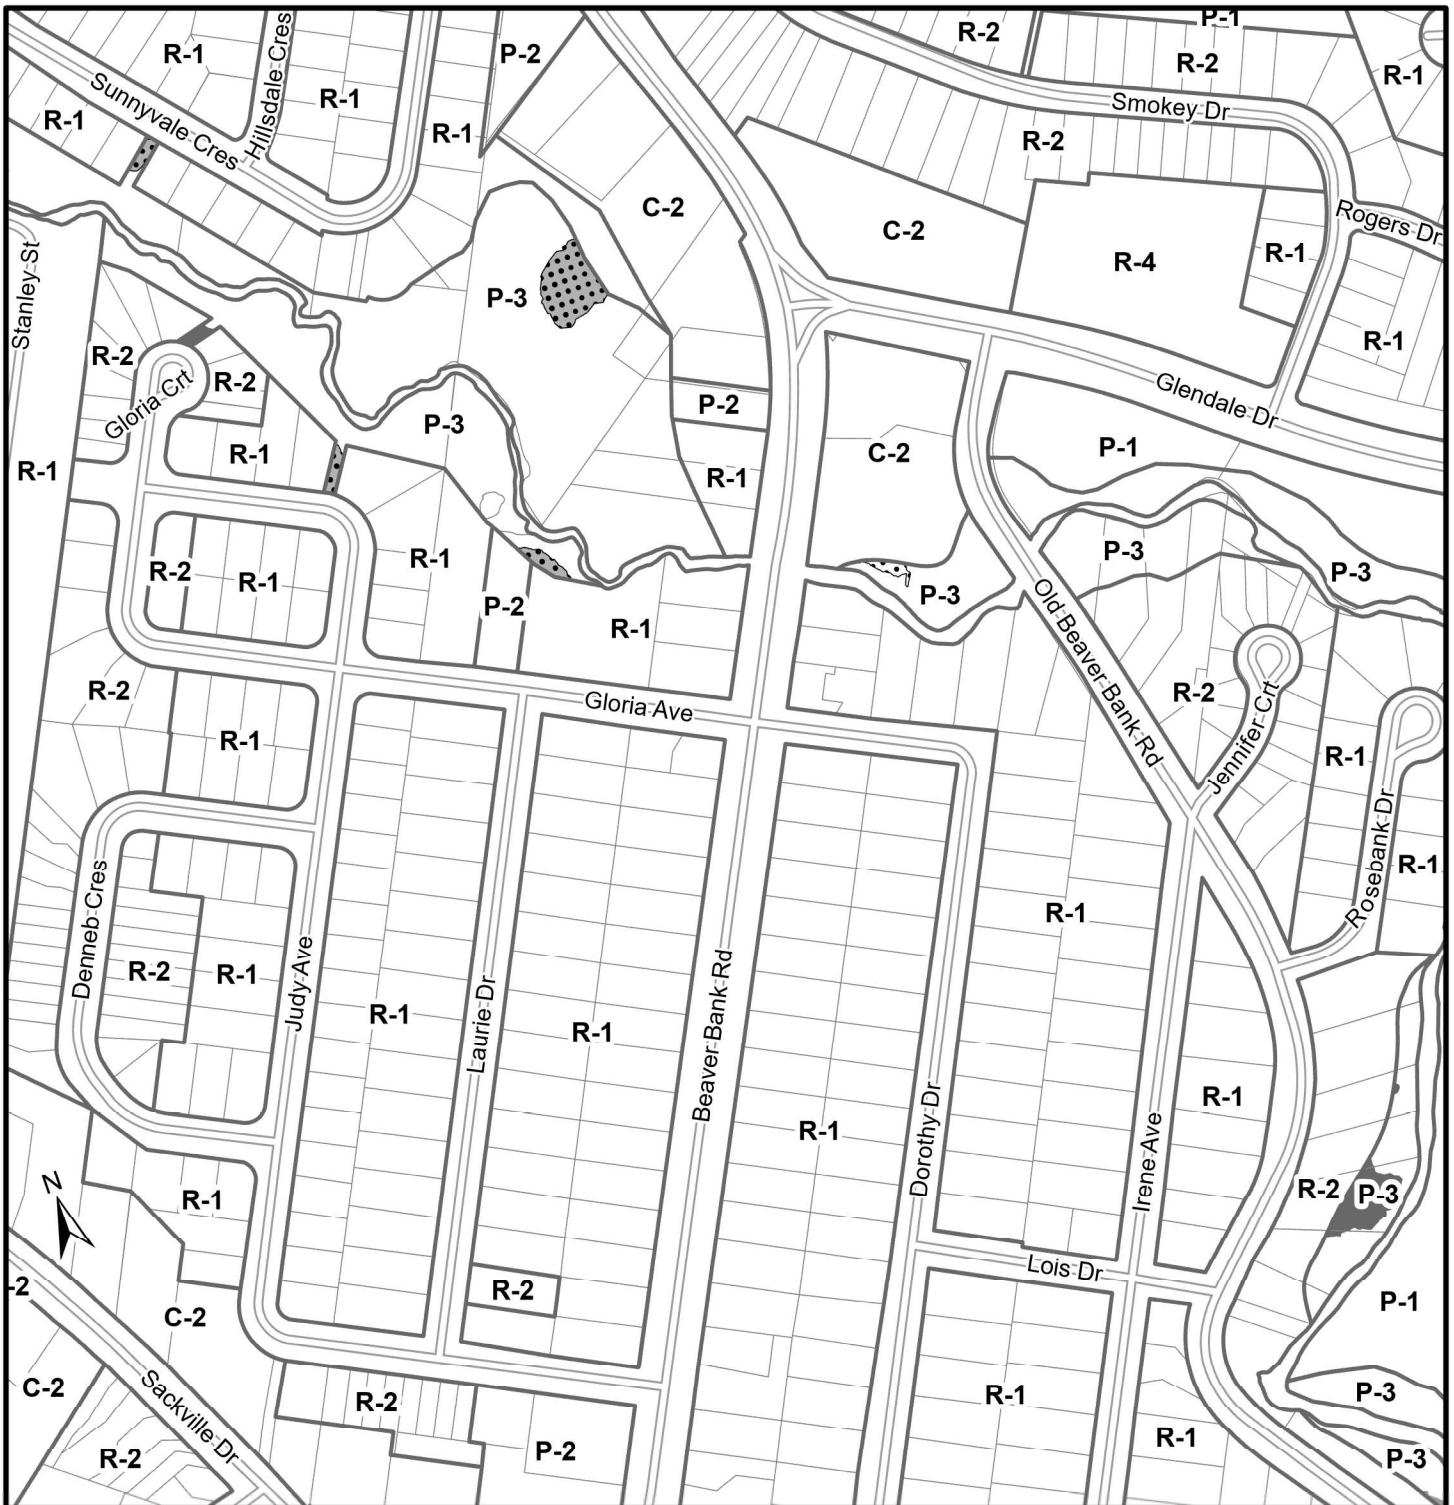 P-1
R-2
R-1
P-2
R-2
R-1
Hillsdale Cres
R-1
Smokey Dr
R-1
Sunnyvale Cres
R-1
R-2
C-2
Rogers Dr
C-2
R-1
R-4
Stanley St
P-3
R-1
R-2
R-2
Gloria Crt
Glendale Dr
P-2
P-3
R-1
P-1
C-2
R-1
R-1
P-3
R-1
R-2
P-3
R-1
P-3
P-2
R-1
Old Beaver Bank Rd
R-2
R-2
Gloria Ave
R-1
Jennifer Crt
R-1
Rosebank Dr
R-1
R-1
Denneb Cres
R-2
R-1
Judy Ave
R-1
Laurie Dr
R-1
Beaver Bank Rd
R-1
R-1
Dorothy Dr
Irene Ave
R-2
P-3
N
R-1
Lois Dr
-2
R-2
P-1
C-2
C-2
Sackville Dr
R-2
R-1
P-3
R-1
R-2
P-2
P-3